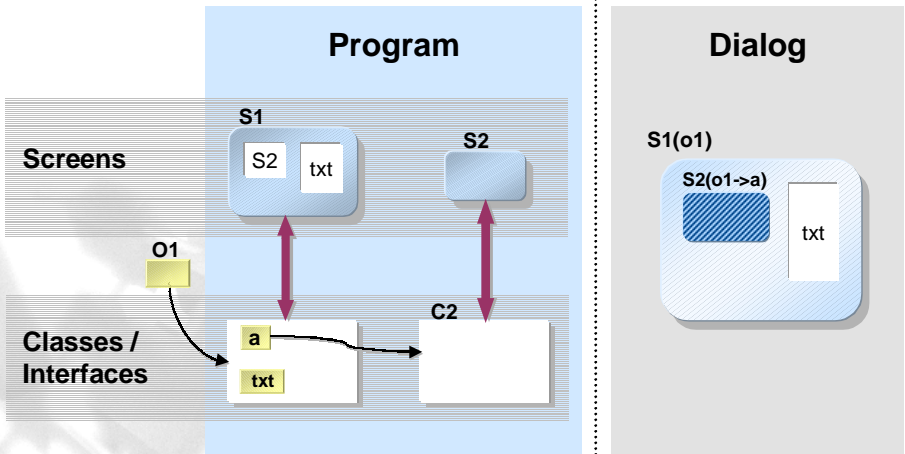 Program
Dialog
Screens
S1
S2
txt
S2
S1(o1)
S2(o1->a)
txt
O1
Classes /
Interfaces
a
txt
C2